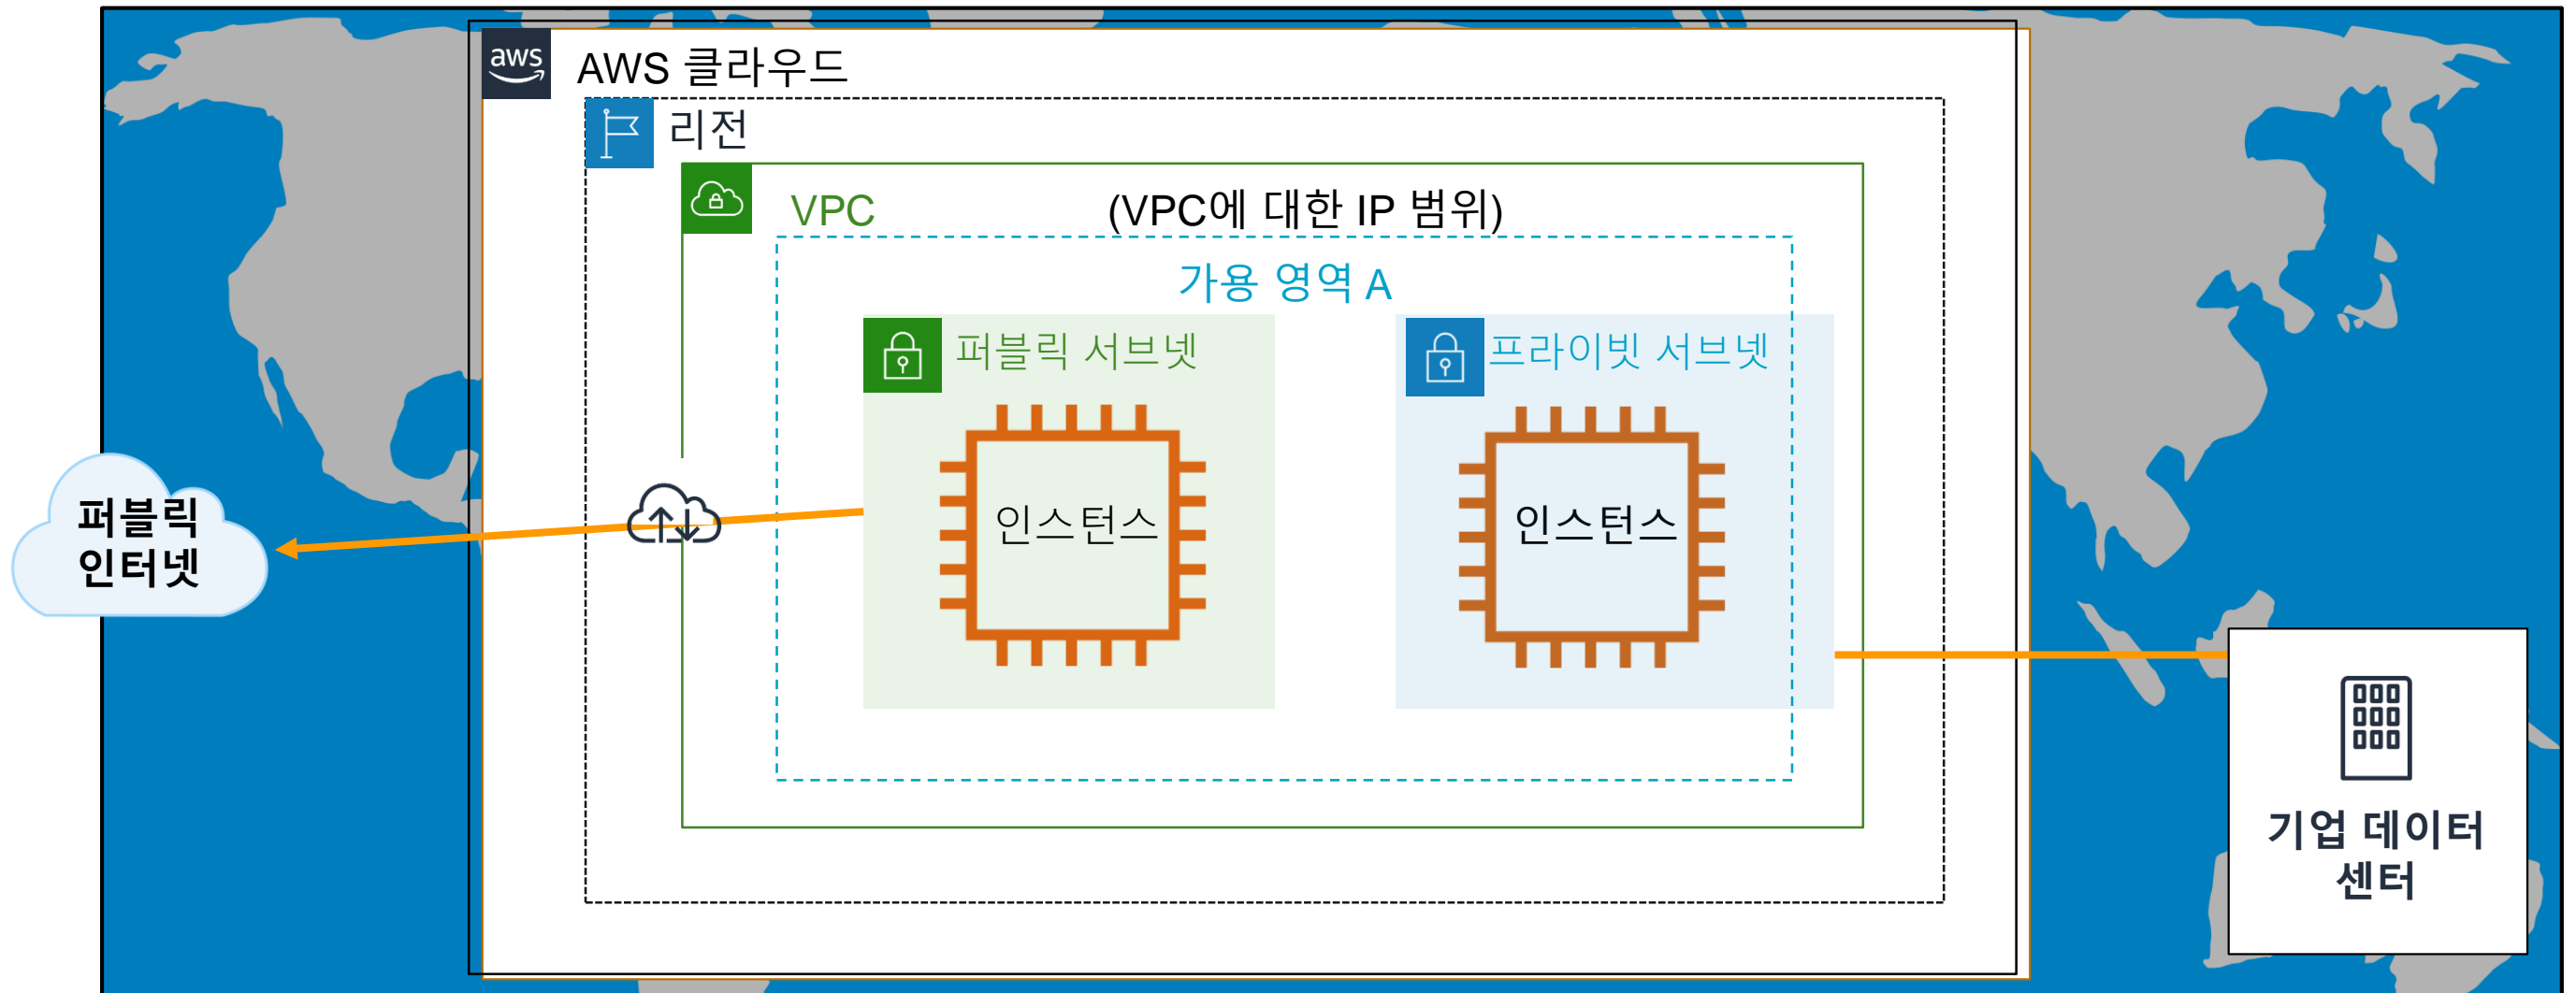 aws
AWS 클라우드
리전
VPC
(VPC에 대한 IP 범위)
가용 영역 A
퍼블릭 서브넷
프라이빗 서브넷
인스턴스
인스턴스
퍼블릭
인터넷
기업 데이터
센터